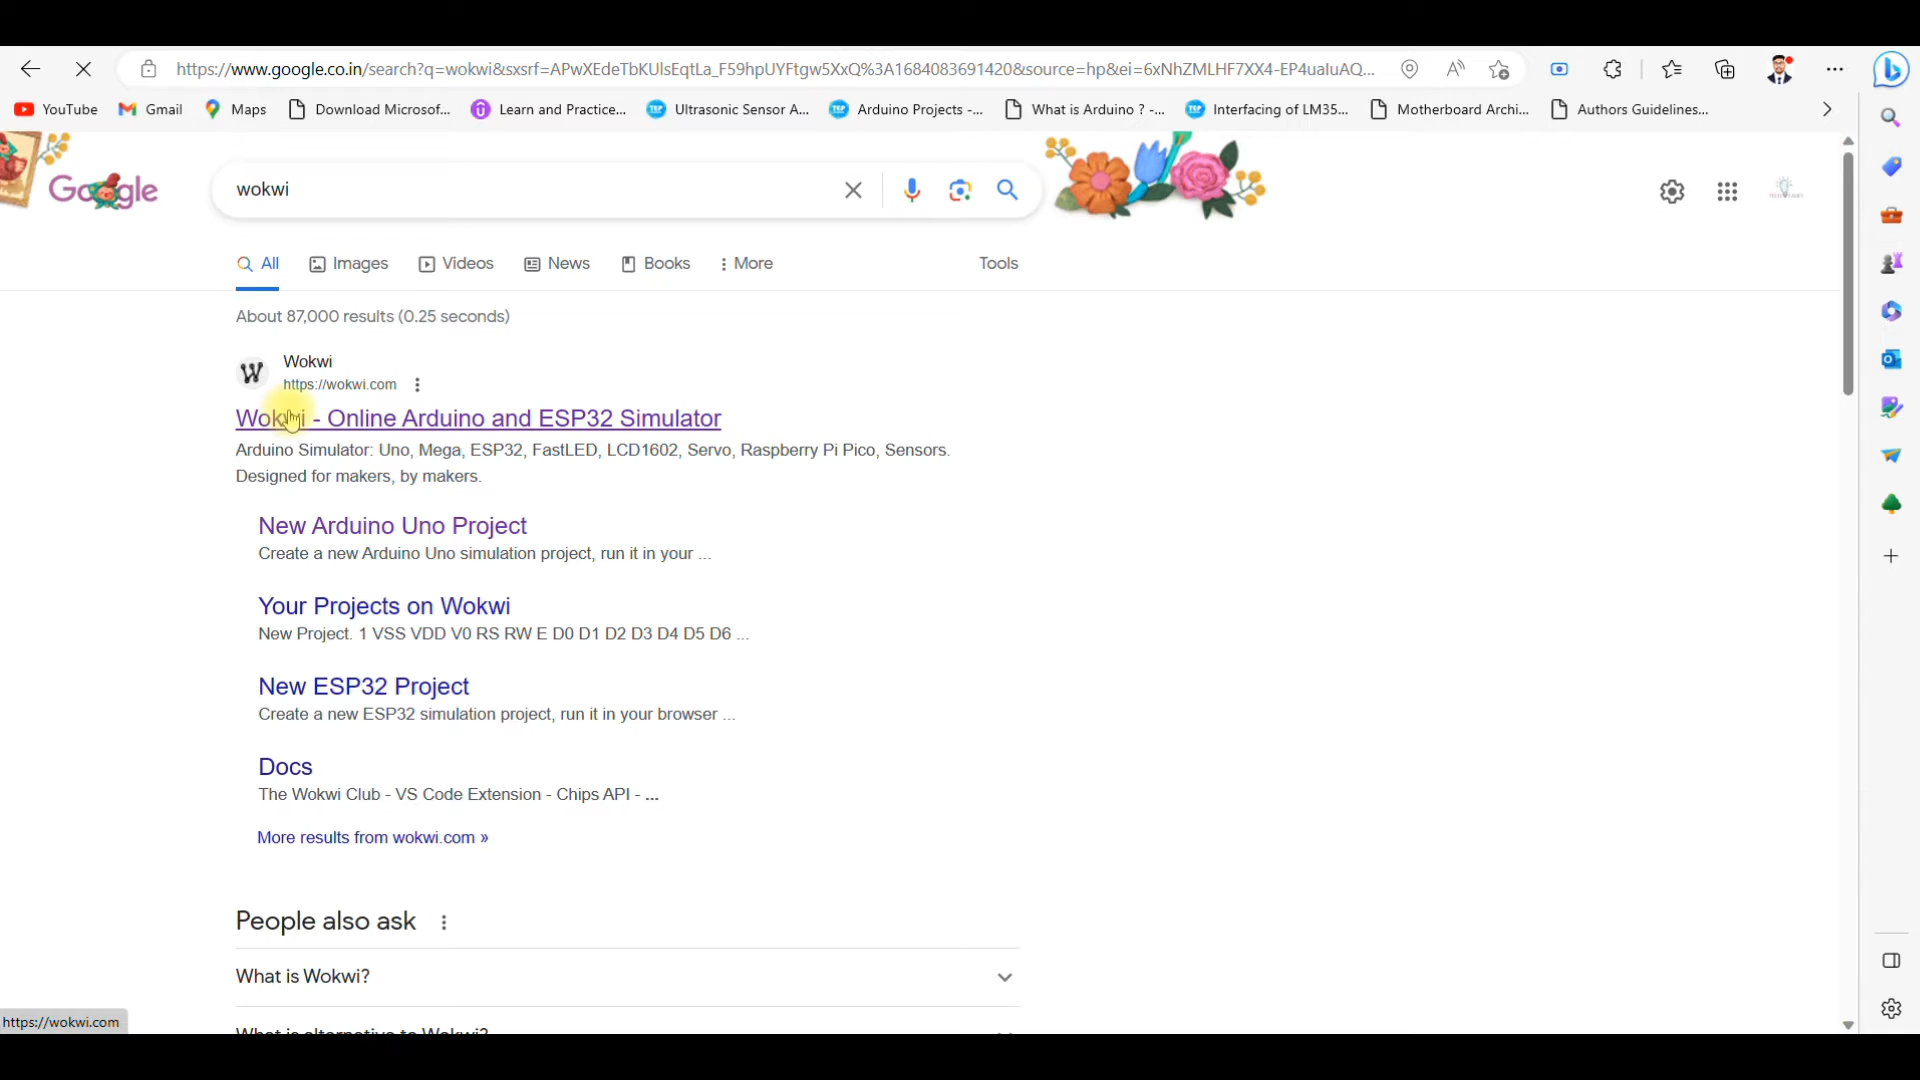 https://www.google.co.in/search?q=wokwi&sxsrf=APwXEdeTbKUlsEqtLa_F59hpUYFtgw5XxQ%3A1684083691420&source=hp&ei=6xNhZMLHF7XX4-EP4ualuAQ...
YouTube Gmail Maps Download Microsof... Learn and Practice... Ultrasonic Sensor A... Arduino Projects -... What is Arduino ? -... Interfacing of LM35... Motherboard Archi... Authors Guidelines...
Google wokwi
All Images Videos News Books More Tools
About 87,000 results (0.25 seconds)
Wokwi
https://wokwi.com
Wokwi - Online Arduino and ESP32 Simulator
Arduino Simulator: Uno, Mega, ESP32, FastLED, LCD1602, Servo, Raspberry Pi Pico, Sensors.
Designed for makers, by makers.
New Arduino Uno Project
Create a new Arduino Uno simulation project, run it in your ...
Your Projects on Wokwi
New Project. 1 VSS VDD V0 RS RW E D0 D1 D2 D3 D4 D5 D6 ...
New ESP32 Project
Create a new ESP32 simulation project, run it in your browser ...
Docs
The Wokwi Club - VS Code Extension - Chips API - ...
More results from wokwi.com »
People also ask
What is Wokwi?
What is alternative to Wokwi?
https://wokwi.com